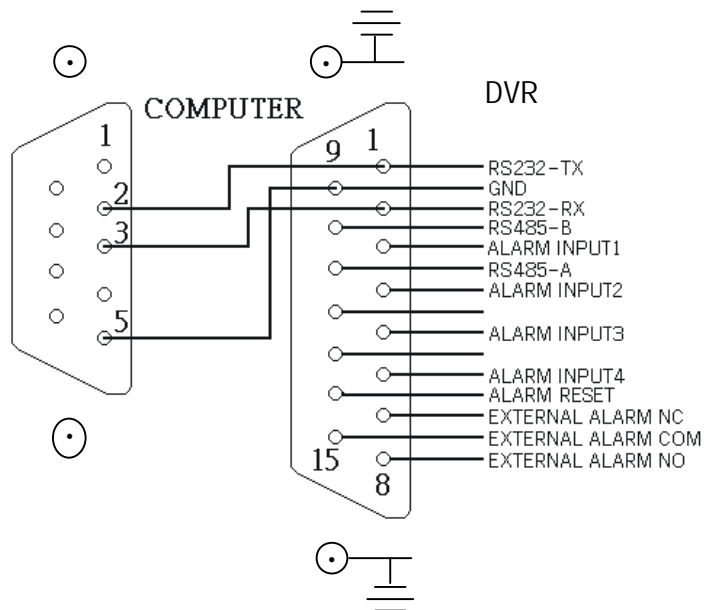 DVR
COMPUTER
1
2
3
5
9 1
15
8
RS232-TX
GND
RS232-RX
RS485-B
ALARM INPUT1
RS485-A
ALARM INPUT2
ALARM INPUT3
ALARM INPUT4
ALARM RESET
EXTERNAL ALARM NC
EXTERNAL ALARM COM
EXTERNAL ALARM NO